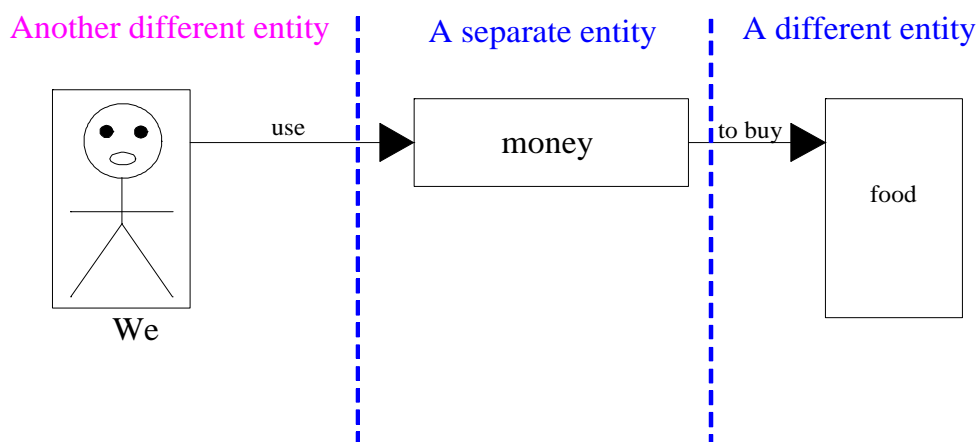 Another different entity
A separate entity
A different entity
use
money
to buy
food
We